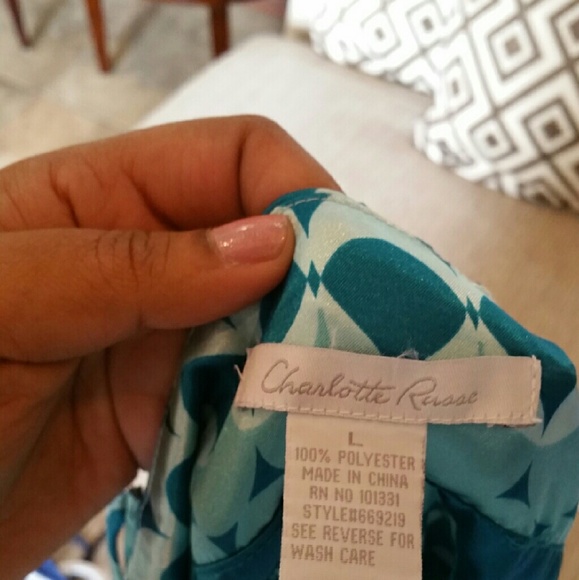 Charlotte Russe
L
100% POLYESTER
MADE IN CHINA
RN NO 101331
STYLE#669219
SEE REVERSE FOR
WASH CARE